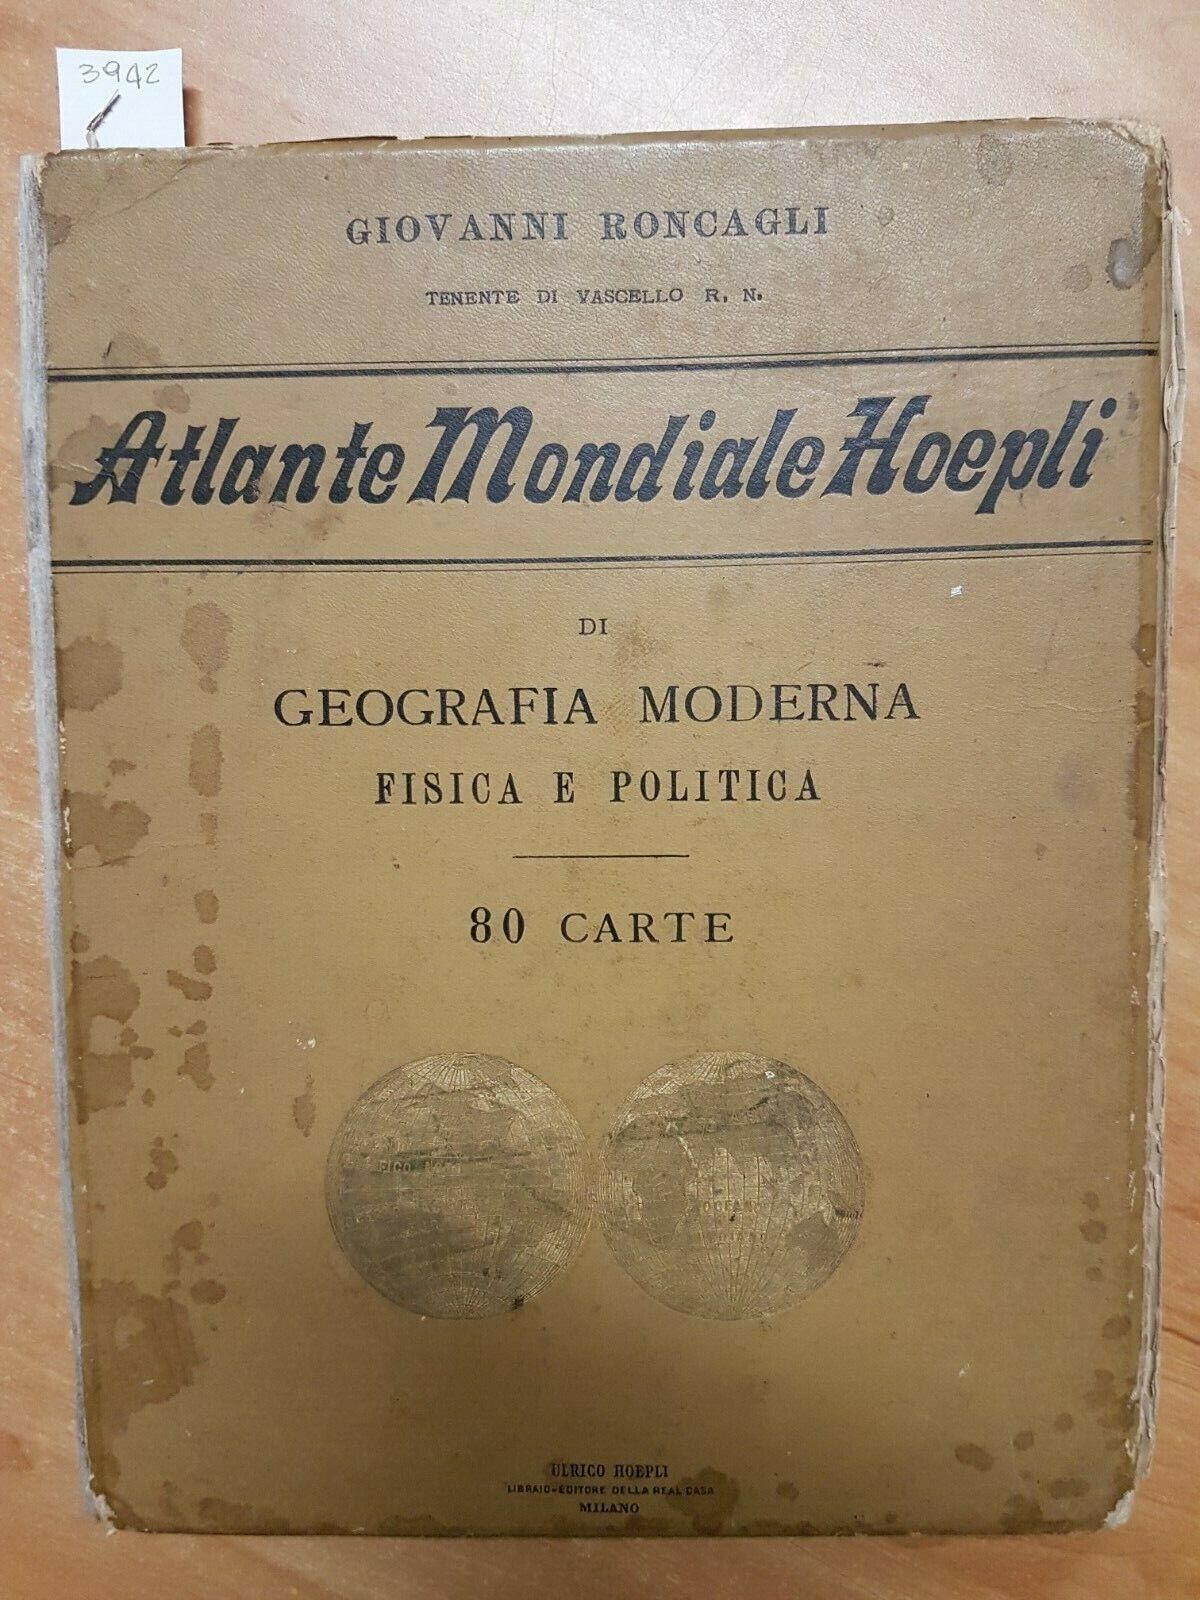 3942
GIOVANNI RONCAGLI
TENENTE DI VASCELLO R. N.
Atlante Mondiale Hoepli
DI
GEOGRAFIA MODERNA
FISICA E POLITICA
80 CARTE
ULRICO HOEPLI
LIBRAIO-EDITORE DELLA REAL CASA
MILANO